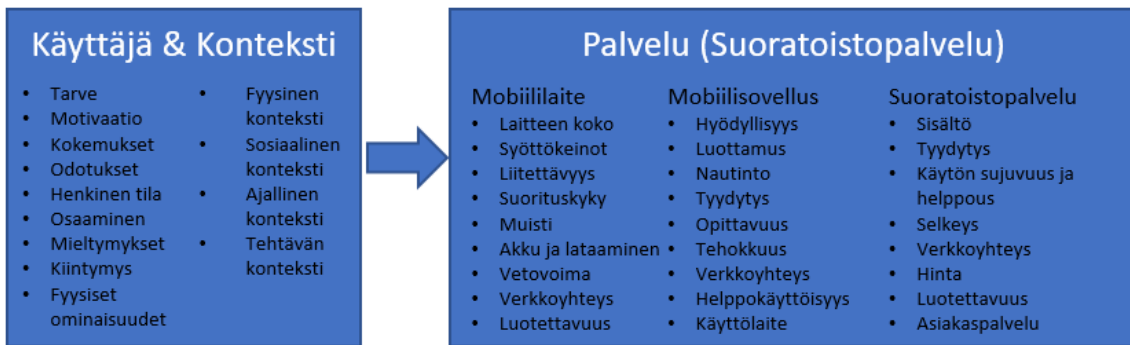 Käyttäjä & Konteksti
• Tarve
• Motivaatio
• Kokemukset
• Odotukset
• Henkinen tila
• Osaaminen
• Mieltymykset
• Kiintymys
• Fyysiset
ominaisuudet
• Fyysinen
konteksti
• Sosiaalinen
konteksti
• Ajallinen
konteksti
• Tehtävän
konteksti
Palvelu (Suoratoistopalvelu)
Mobiililaite
• Laitteen koko
• Syöttökeinot
• Liitettävyys
• Suorituskyky
• Muisti
• Akku ja lataaminen
• Vetovoima
• Verkkoyhteys
• Luotettavuus
Mobiilisovellus
• Hyödyllisyys
• Luottamus
• Nautinto
• Tyydytys
• Opittavuus
• Tehokkuus
• Verkkoyhteys
• Helppokäyttöisyys
• Käyttölaite
Suoratoistopalvelu
• Sisältö
• Tyydytys
• Käytön sujuvuus ja
helppous
• Selkeys
• Verkkoyhteys
• Hinta
• Luotettavuus
• Asiakaspalvelu